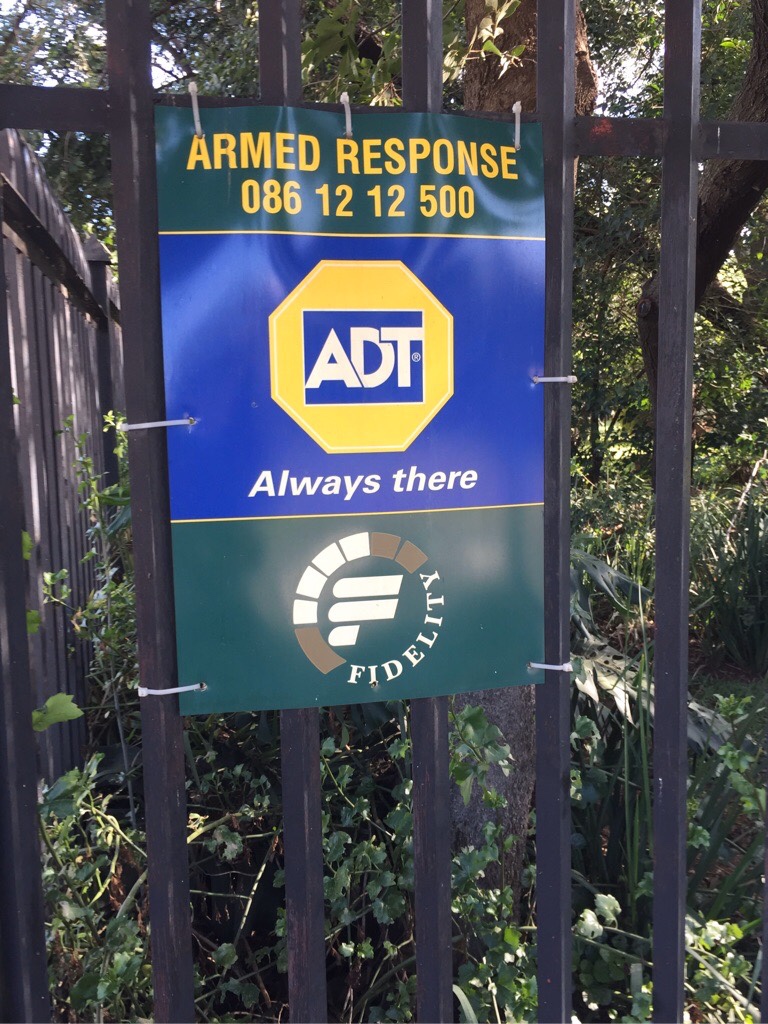 ARMED RESPONSE
086 12 12 500
ADT®
Always there
FIDELITY